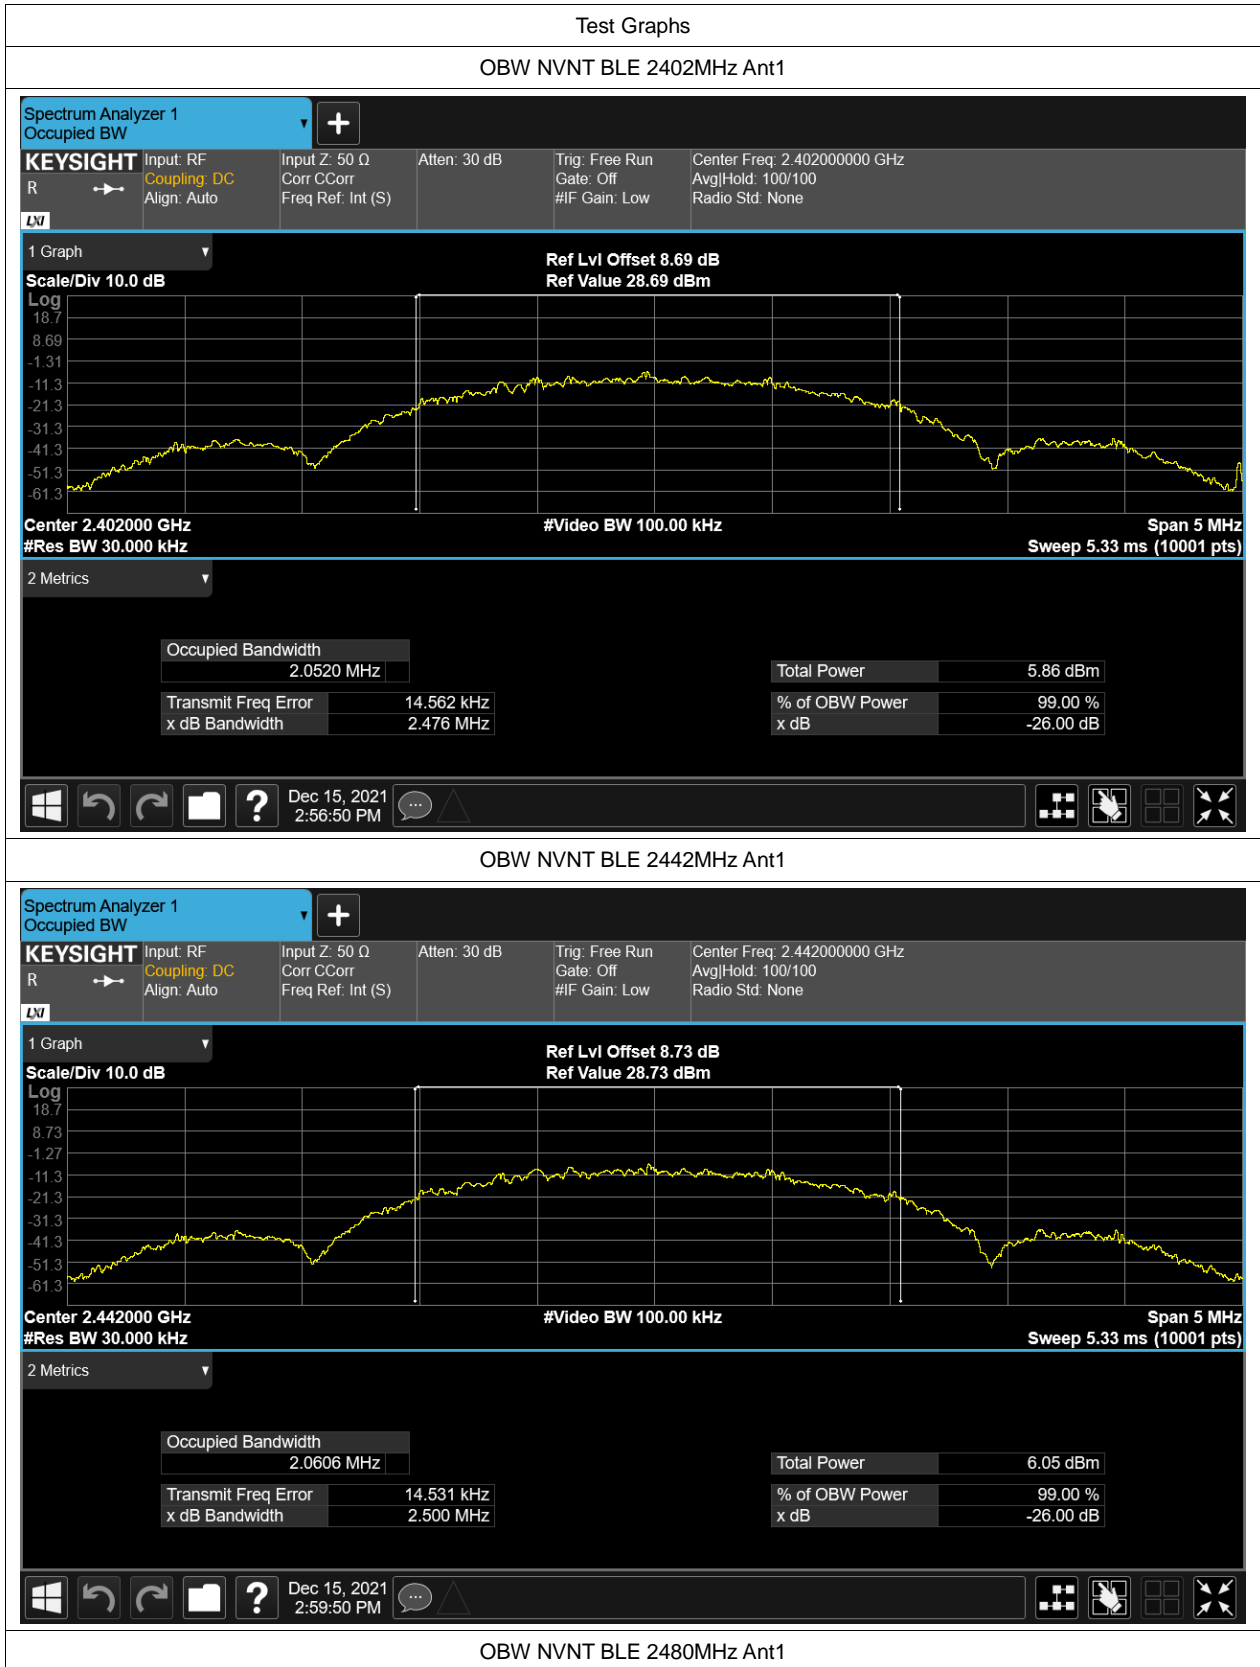 Test Graphs
OBW NVNT BLE 2402MHz Ant1
Spectrum Analyzer 1
Occupied BW
KEYSIGHT
R
LXI
Input: RF
Coupling: DC
Align: Auto
Input Z: 50 Ω
Corr CCorr
Freq Ref: Int (S)
Atten: 30 dB
Trig: Free Run
Gate: Off
#IF Gain: Low
Center Freq: 2.402000000 GHz
Avg|Hold: 100/100
Radio Std: None
1 Graph
Ref Lvl Offset 8.69 dB
Scale/Div 10.0 dB
Ref Value 28.69 dBm
Log
18.7
8.69
-1.31
-11.3
-21.3
-31.3
-41.3
-51.3
-61.3
Center 2.402000 GHz
#Video BW 100.00 kHz
Span 5 MHz
#Res BW 30.000 kHz
Sweep 5.33 ms (10001 pts)
2 Metrics
Occupied Bandwidth
2.0520 MHz
Total Power 5.86 dBm
Transmit Freq Error 14.562 kHz
% of OBW Power 99.00 %
x dB Bandwidth 2.476 MHz
x dB -26.00 dB
?
Dec 15, 2021
2:56:50 PM
OBW NVNT BLE 2442MHz Ant1
Spectrum Analyzer 1
Occupied BW
KEYSIGHT
R
LXI
Input: RF
Coupling: DC
Align: Auto
Input Z: 50 Ω
Corr CCorr
Freq Ref: Int (S)
Atten: 30 dB
Trig: Free Run
Gate: Off
#IF Gain: Low
Center Freq: 2.442000000 GHz
Avg|Hold: 100/100
Radio Std: None
1 Graph
Ref Lvl Offset 8.73 dB
Scale/Div 10.0 dB
Ref Value 28.73 dBm
Log
18.7
8.73
-1.27
-11.3
-21.3
-31.3
-41.3
-51.3
-61.3
Center 2.442000 GHz
#Video BW 100.00 kHz
Span 5 MHz
#Res BW 30.000 kHz
Sweep 5.33 ms (10001 pts)
2 Metrics
Occupied Bandwidth
2.0606 MHz
Total Power 6.05 dBm
Transmit Freq Error 14.531 kHz
% of OBW Power 99.00 %
x dB Bandwidth 2.500 MHz
x dB -26.00 dB
?
Dec 15, 2021
2:59:50 PM
OBW NVNT BLE 2480MHz Ant1